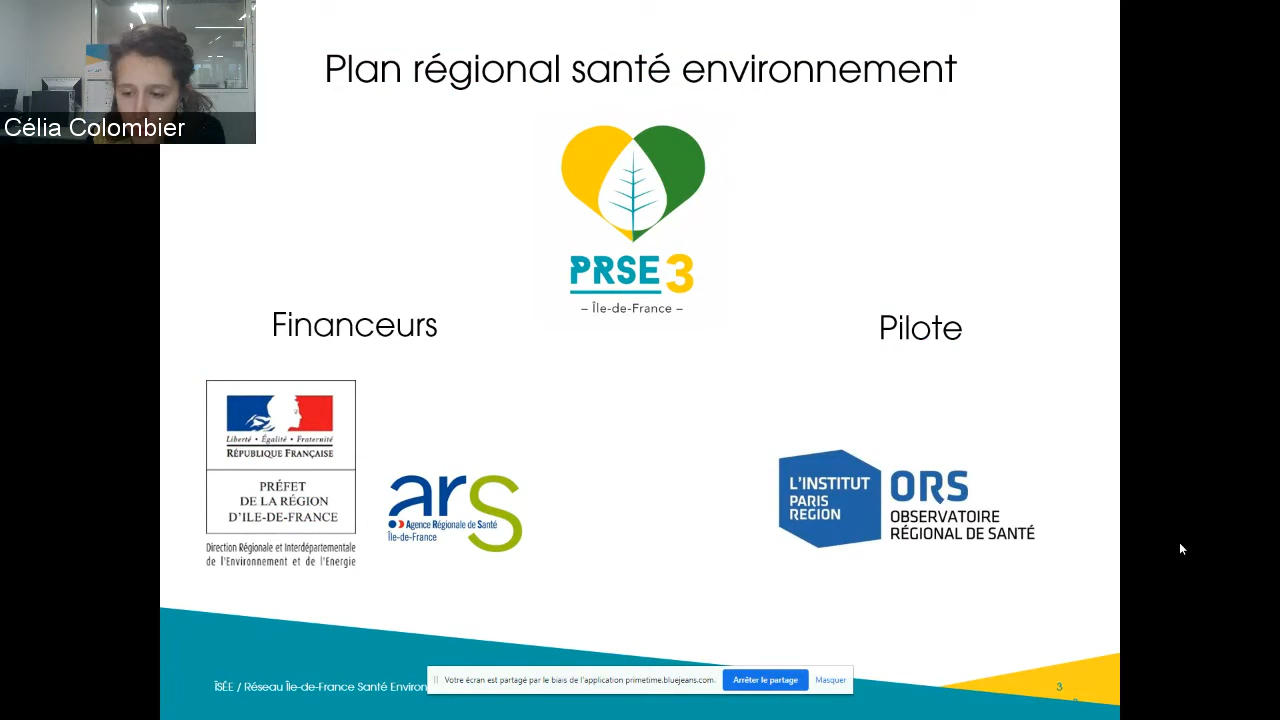 Plan régional santé environnement
Célia Colombier
PRSE 3
– Île-de-France –
Financeurs
Pilote
Liberté • Égalité • Fraternité
RÉPUBLIQUE FRANÇAISE
PRÉFET
DE LA RÉGION
D'ILE-DE-FRANCE
Direction Régionale et Interdépartementale
de l'Environnement et de l'Energie
ars
Agence Régionale de Santé
Île-de-France
L'INSTITUT
PARIS
REGION
ORS
OBSERVATOIRE
RÉGIONAL DE SANTÉ
ÎSÉE / Réseau Île-de-France Santé Environ
Votre écran est partagé par le biais de l'application primetime.bluejeans.com.
Arrêter le partage
Masquer
3